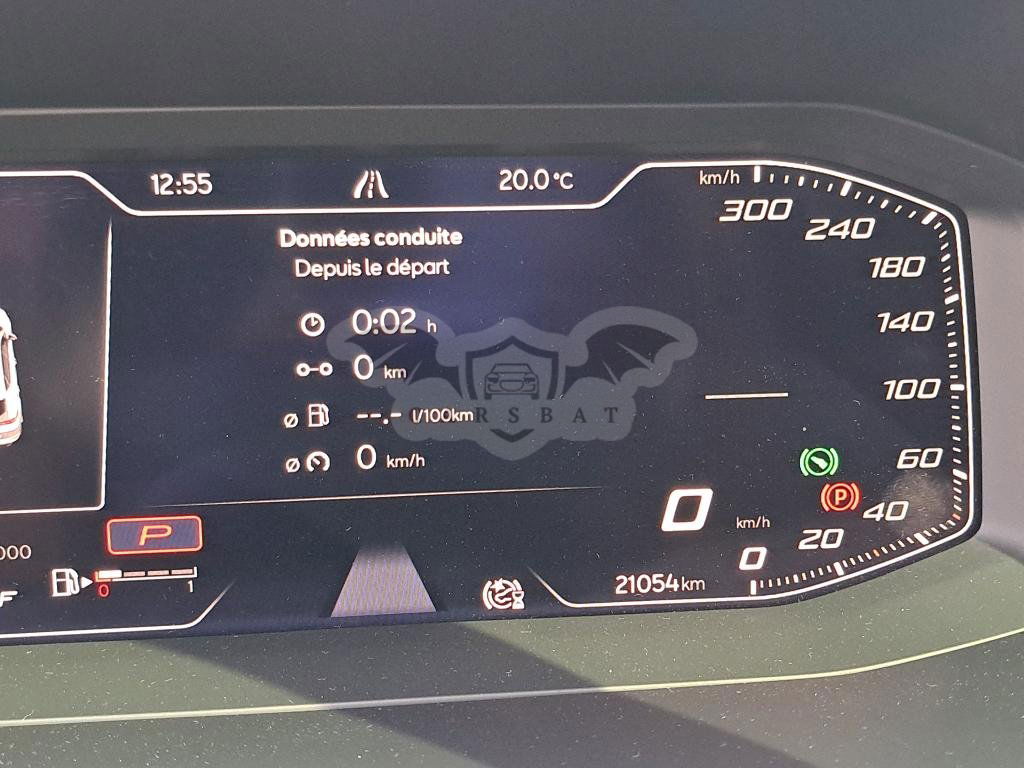 12:55
20.0°C
Données conduite
Depuis le départ
0:02 h
0 km
ø --.- l/100km
ø 0 km/h
km/h
300
240
180
140
100
60
40
20
0
0 km/h
P
P
000
0 1
F
21054 km
RSBAT